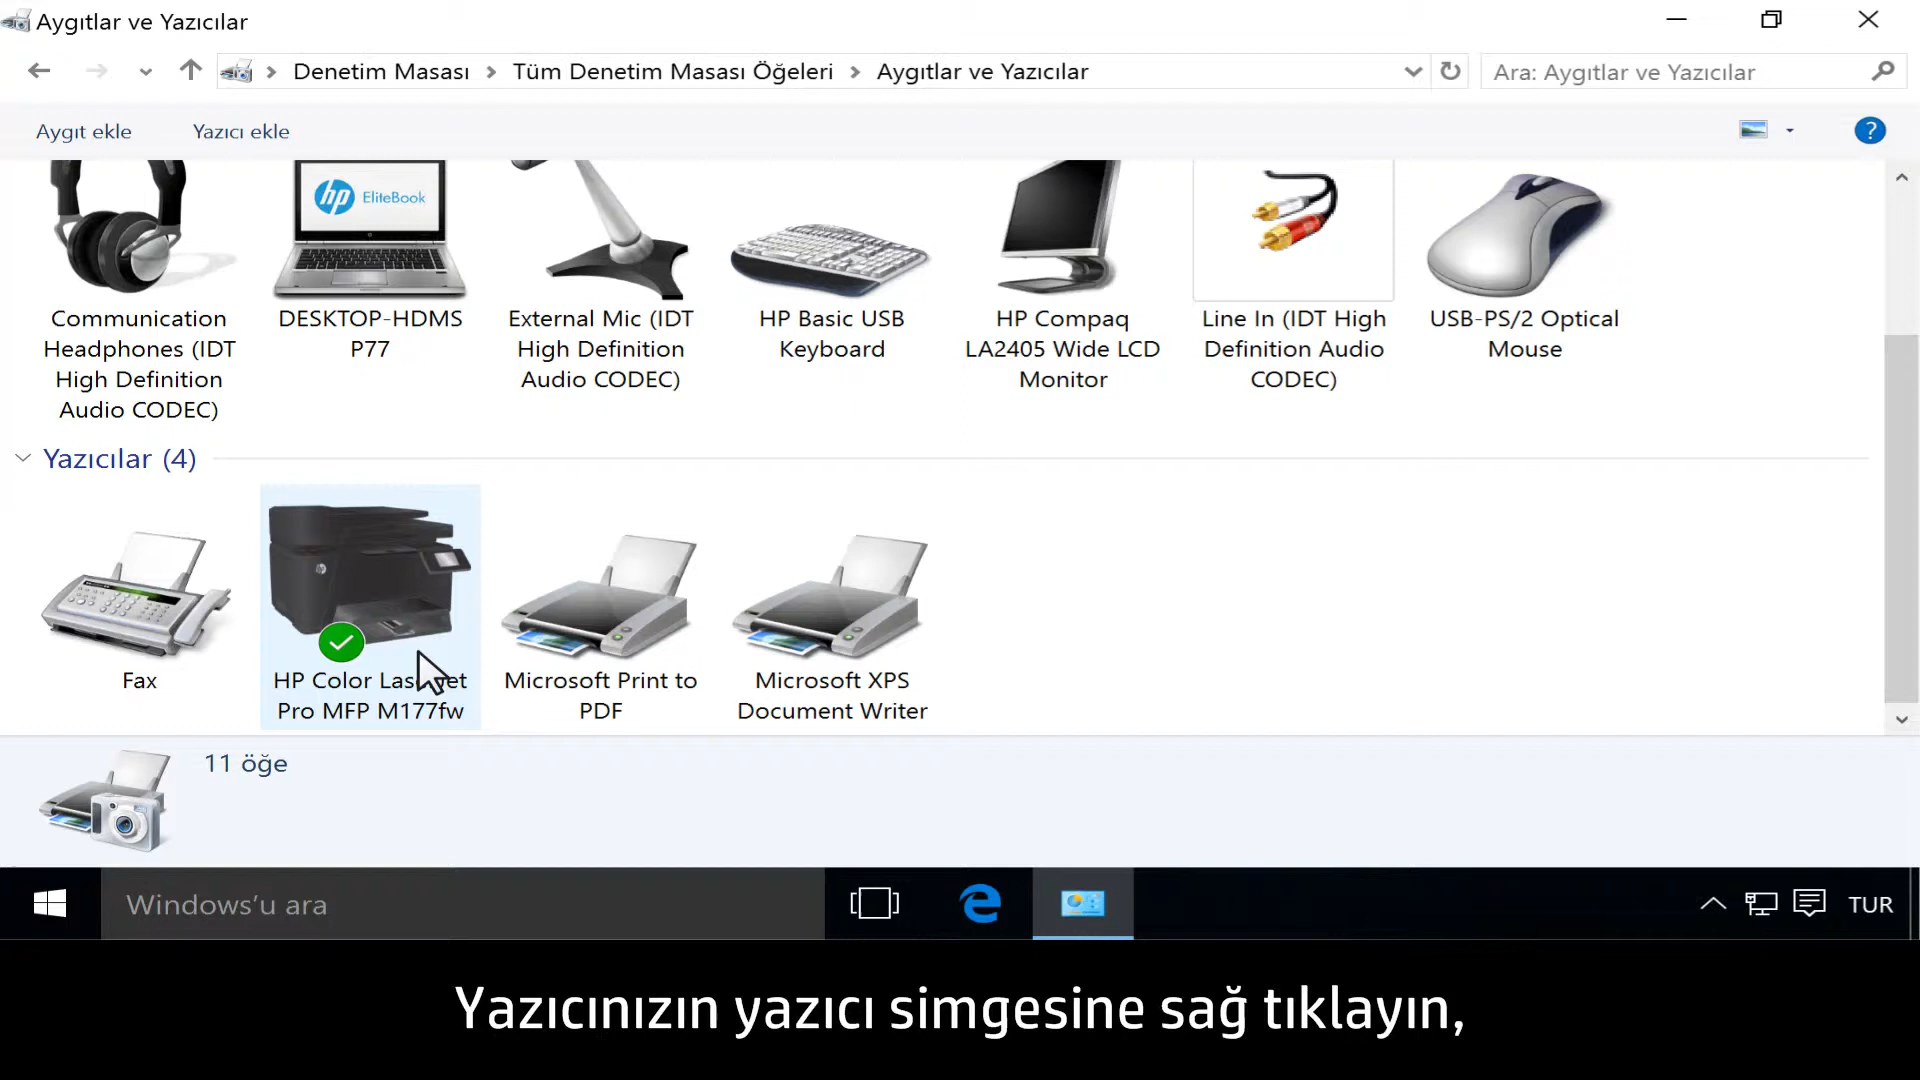 Aygıtlar ve Yazıcılar
Denetim Masası > Tüm Denetim Masası Öğeleri > Aygıtlar ve Yazıcılar
Ara: Aygıtlar ve Yazıcılar
Aygıt ekle
Yazıcı ekle
?
hp EliteBook
Communication
Headphones (IDT
High Definition
Audio CODEC)
DESKTOP-HDMS
P77
External Mic (IDT
High Definition
Audio CODEC)
HP Basic USB
Keyboard
HP Compaq
LA2405 Wide LCD
Monitor
Line In (IDT High
Definition Audio
CODEC)
USB-PS/2 Optical
Mouse
Yazıcılar (4)
Fax
HP Color LaserJet
Pro MFP M177fw
Microsoft Print to
PDF
Microsoft XPS
Document Writer
11 öğe
Windows'u ara
TUR
Yazıcınızın yazıcı simgesine sağ tıklayın,